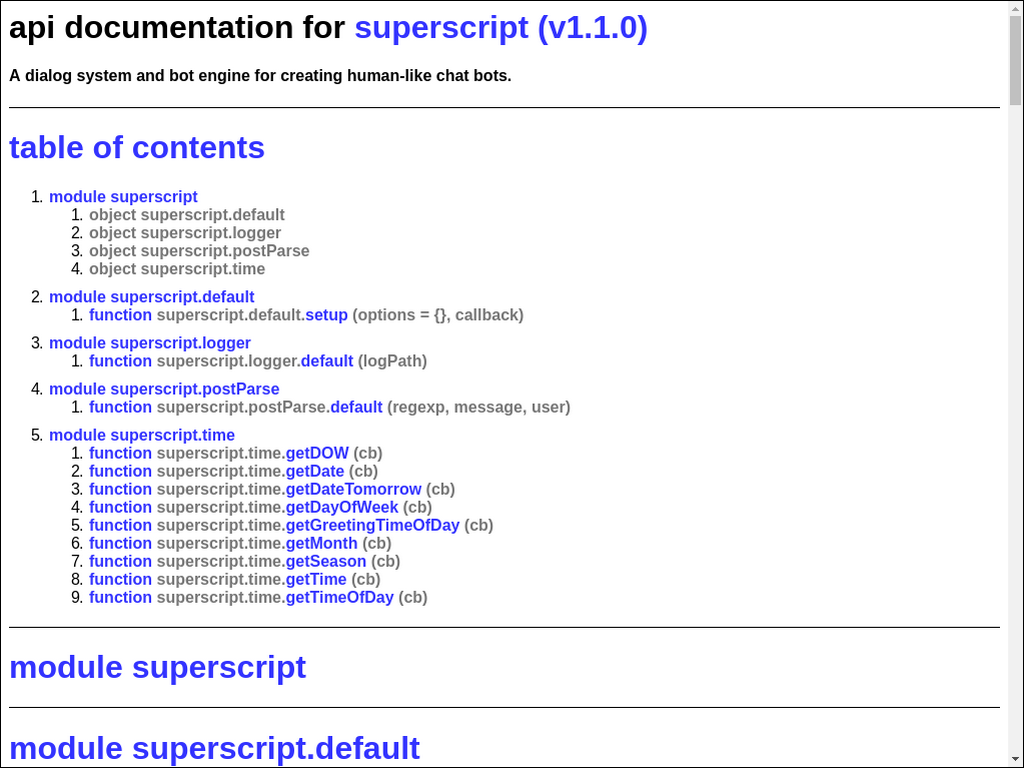 api documentation for superscript (v1.1.0)
A dialog system and bot engine for creating human-like chat bots.
table of contents
1. module superscript
1. object superscript.default
2. object superscript.logger
3. object superscript.postParse
4. object superscript.time
2. module superscript.default
1. function superscript.default.setup (options = {}, callback)
3. module superscript.logger
1. function superscript.logger.default (logPath)
4. module superscript.postParse
1. function superscript.postParse.default (regexp, message, user)
5. module superscript.time
1. function superscript.time.getDOW (cb)
2. function superscript.time.getDate (cb)
3. function superscript.time.getDateTomorrow (cb)
4. function superscript.time.getDayOfWeek (cb)
5. function superscript.time.getGreetingTimeOfDay (cb)
6. function superscript.time.getMonth (cb)
7. function superscript.time.getSeason (cb)
8. function superscript.time.getTime (cb)
9. function superscript.time.getTimeOfDay (cb)
module superscript
module superscript.default